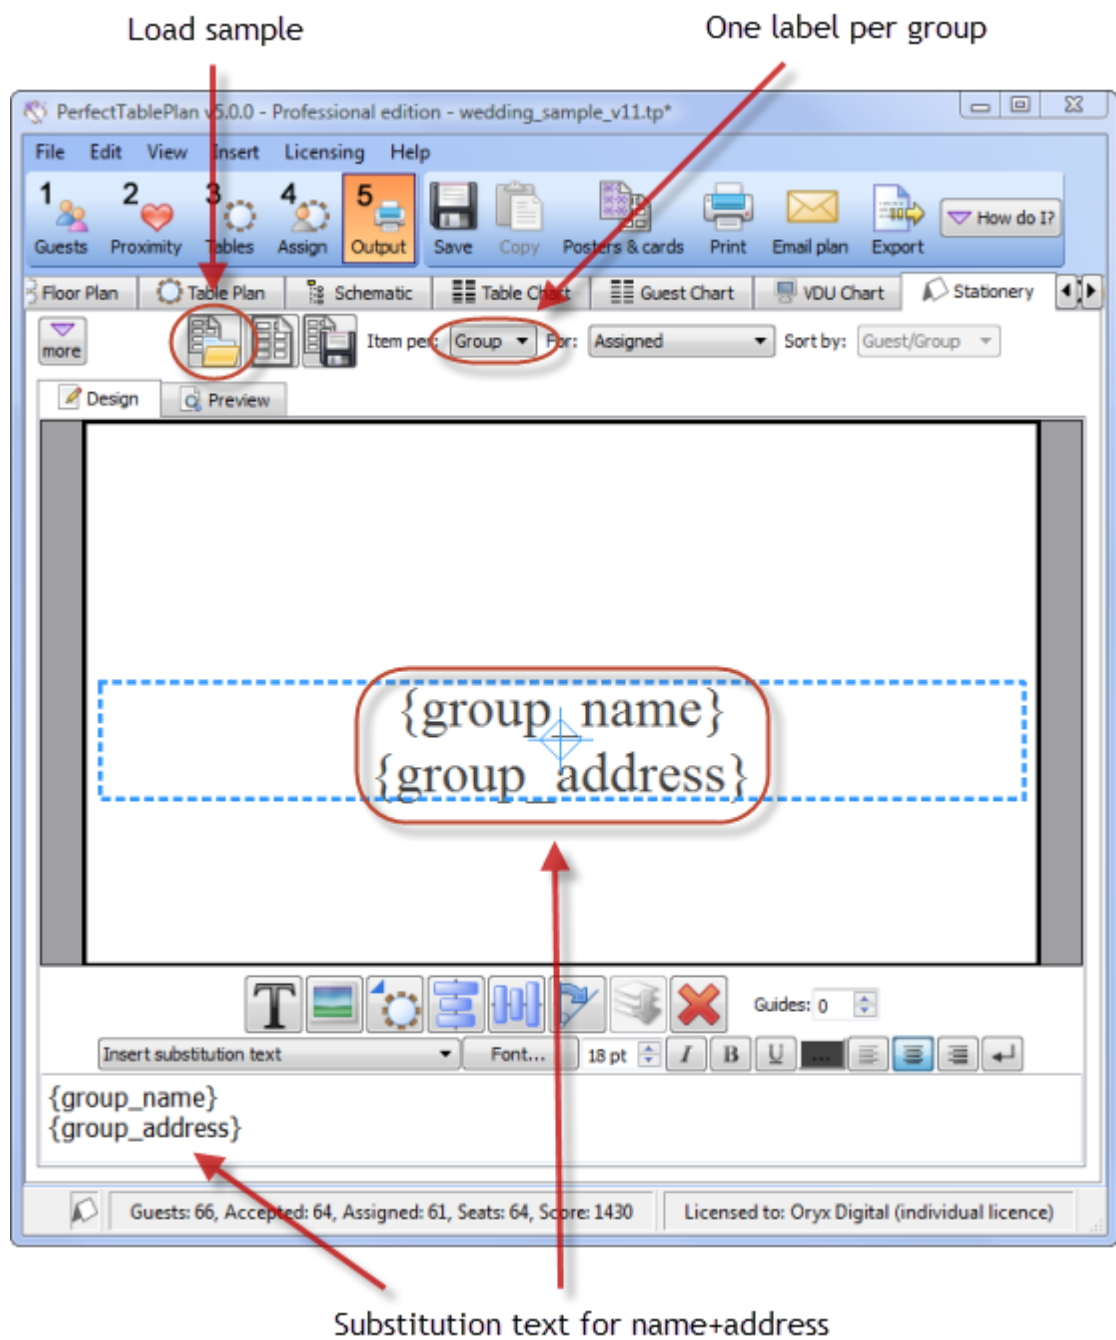 Load sample
One label per group
PerfectTablePlan v5.0.0 - Professional edition - wedding_sample_v11.tp*
File Edit View Insert Licensing Help
1 2 3 4 5
Guests Proximity Tables Assign Output Save Copy Posters & cards Print Email plan Export How do I?
Floor Plan Table Plan Schematic Table Chart Guest Chart VDU Chart Stationery
more Item per: Group For: Assigned Sort by: Guest/Group
Design Preview
{group_name}
{group_address}
T Guides: 0
Insert substitution text Font... 18 pt I B U ...
{group_name}
{group_address}
Guests: 66, Accepted: 64, Assigned: 61, Seats: 64, Score: 1430 Licensed to: Oryx Digital (individual licence)
Substitution text for name+address